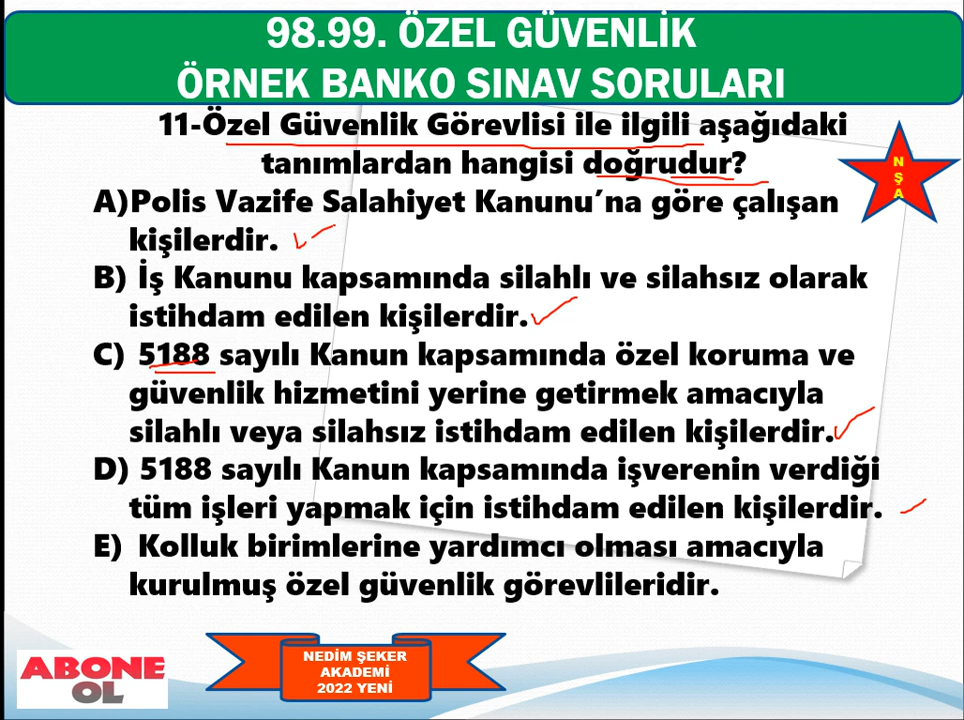 98.99. ÖZEL GÜVENLİK
ÖRNEK BANKO SINAV SORULARI
11-Özel Güvenlik Görevlisi ile ilgili aşağıdaki
tanımlardan hangisi doğrudur?
N
Ş
A
A)Polis Vazife Salahiyet Kanunu’na göre çalışan
kişilerdir.
B) İş Kanunu kapsamında silahlı ve silahsız olarak
istihdam edilen kişilerdir.
C) 5188 sayılı Kanun kapsamında özel koruma ve
güvenlik hizmetini yerine getirmek amacıyla
silahlı veya silahsız istihdam edilen kişilerdir.
D) 5188 sayılı Kanun kapsamında işverenin verdiği
tüm işleri yapmak için istihdam edilen kişilerdir.
E) Kolluk birimlerine yardımcı olması amacıyla
kurulmuş özel güvenlik görevlileridir.
ABONE
OL
NEDİM ŞEKER
AKADEMİ
2022 YENİ